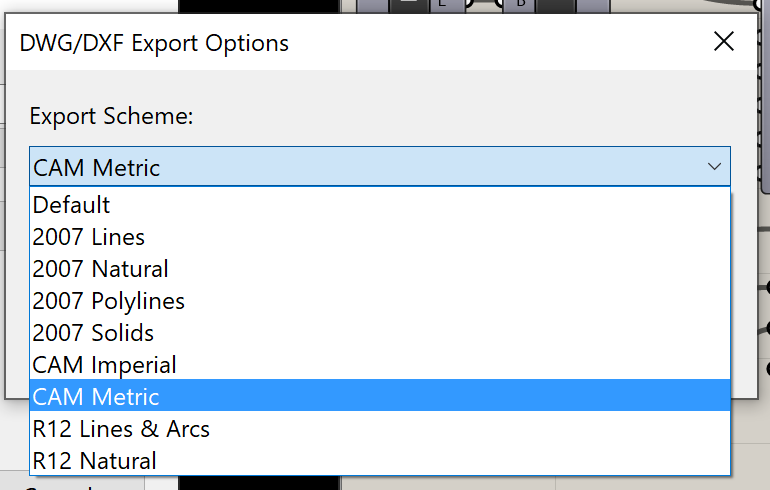 L B
DWG/DXF Export Options
Export Scheme:
CAM Metric
Default
2007 Lines
2007 Natural
2007 Polylines
2007 Solids
CAM Imperial
CAM Metric
R12 Lines & Arcs
R12 Natural